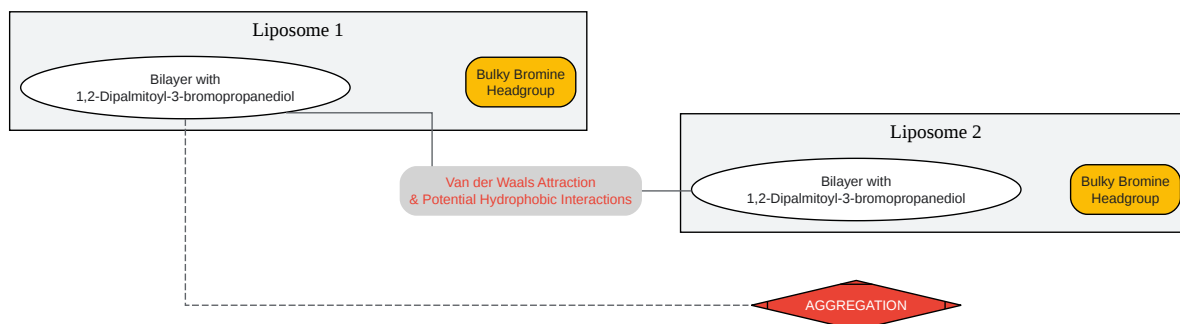 Liposome 1
Bilayer with
1,2-Dipalmitoyl-3-bromopropanediol
Bulky Bromine
Headgroup
Liposome 2
Van der Waals Attraction
& Potential Hydrophobic Interactions
Bilayer with
1,2-Dipalmitoyl-3-bromopropanediol
Bulky Bromine
Headgroup
AGGREGATION